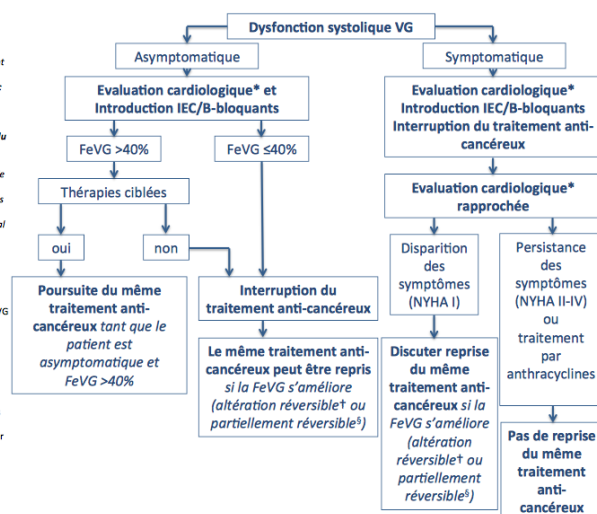 Dysfonction systolique VG
Asymptomatique
Symptomatique
Evaluation cardiologique* et
Introduction IEC/B-bloquants
Evaluation cardiologique*
Introduction IEC/B-bloquants
Interruption du traitement anti-
cancéreux
FeVG >40%
FeVG ≤40%
Thérapies ciblées
Evaluation cardiologique*
rapprochée
oui
non
Disparition
des
symptômes
(NYHA I)
Persistance
des
symptômes
(NYHA II-IV)
ou
traitement
par
anthracyclines
Poursuite du même
traitement anti-
cancéreux tant que le
patient est
asymptomatique et
FeVG >40%
Interruption du
traitement anti-cancéreux
Le même traitement anti-
cancéreux peut être repris
si la FeVG s'améliore
(altération réversible† ou
partiellement réversible§)
Discuter reprise
du même
traitement anti-
cancéreux si la
FeVG s'améliore
(altération
réversible† ou
partiellement
réversible§)
Pas de reprise
du même
traitement
anti-
cancéreux